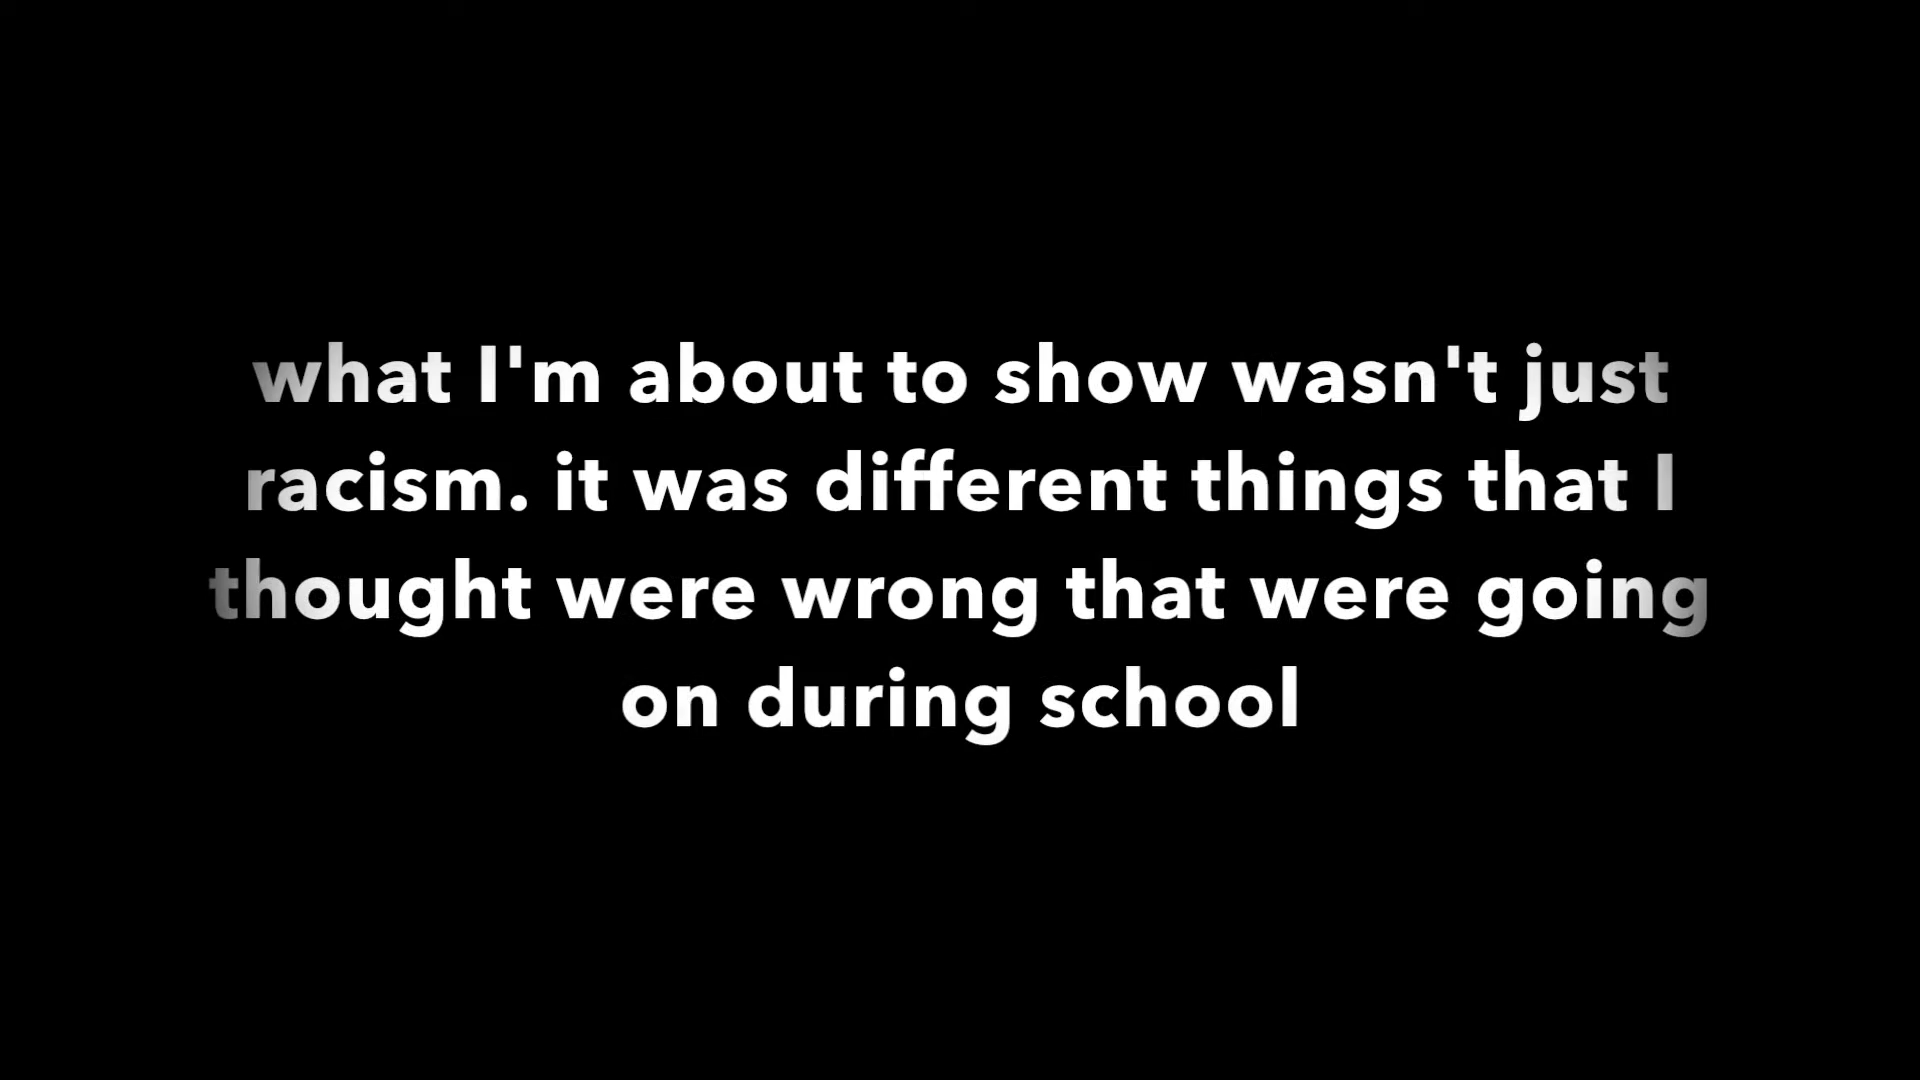 what I'm about to show wasn't just
racism. it was different things that I
thought were wrong that were going
on during school